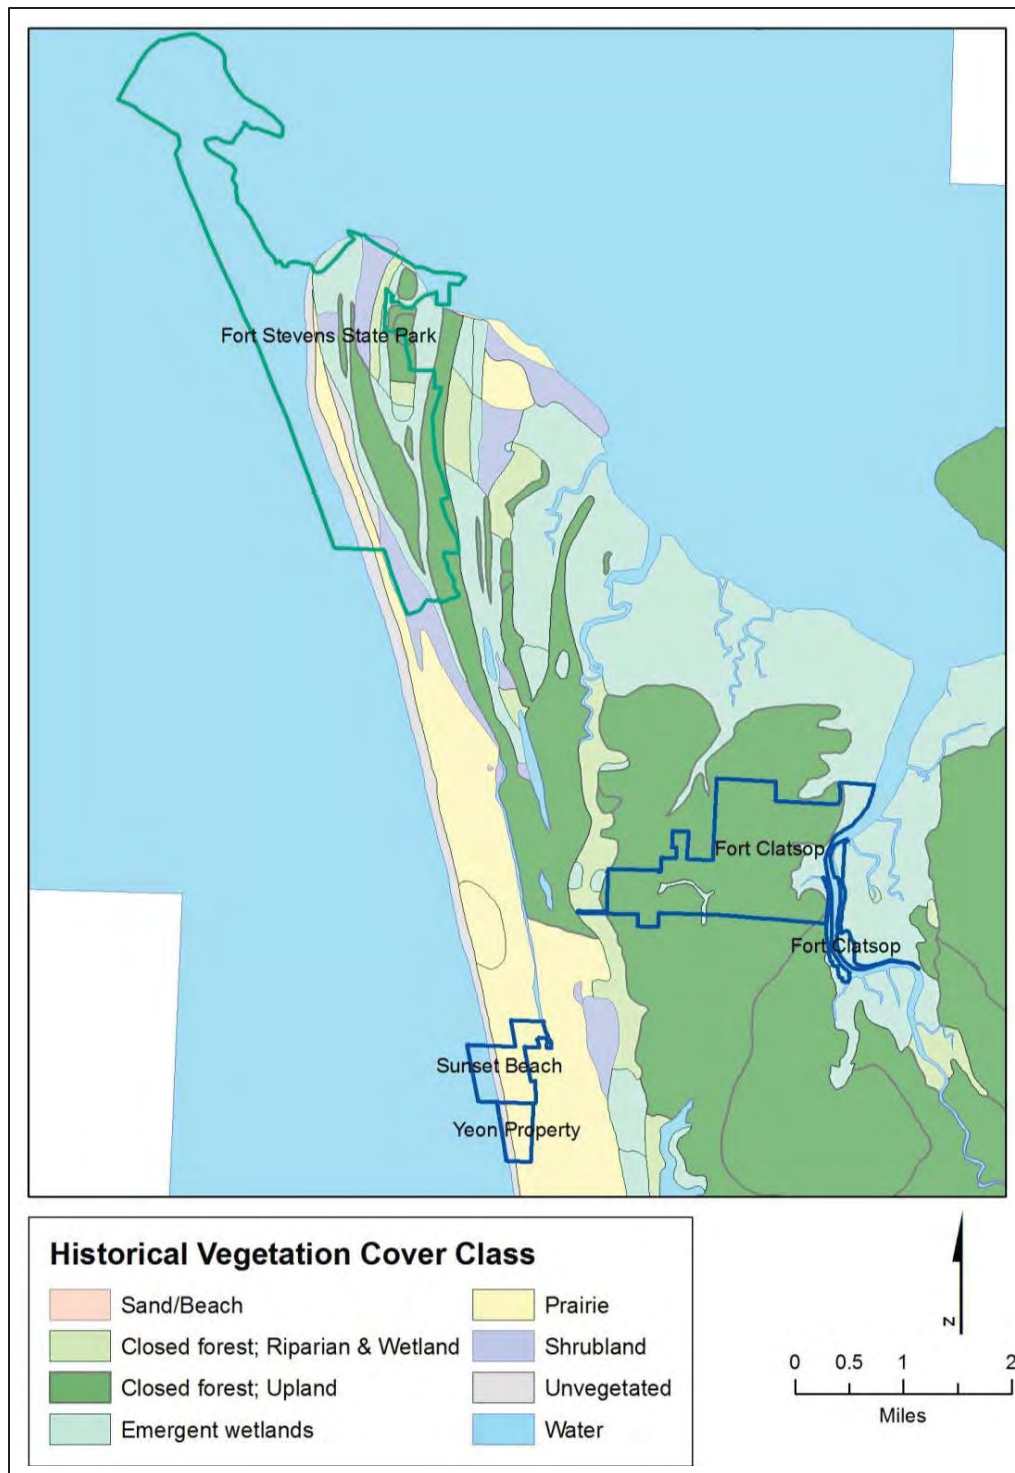 Fort Stevens State Park
Fort Clatsop
Fort Clatsop
Sunset Beach
Yeon Property
Historical Vegetation Cover Class
Sand/Beach
Closed forest; Riparian & Wetland
Closed forest; Upland
Emergent wetlands
Prairie
Shrubland
Unvegetated
Water
N
0 0.5 1 2
Miles